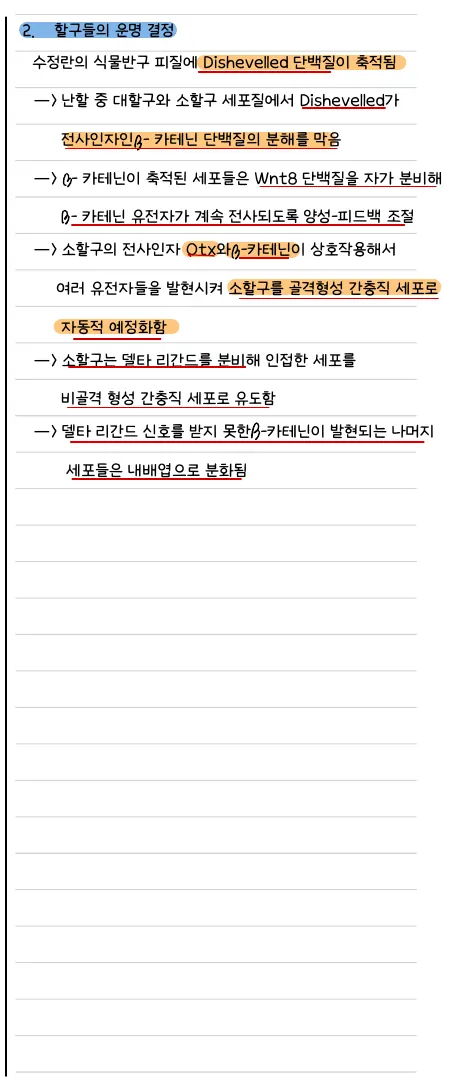 2. 할구들의 운명 결정
수정란의 식물반구 피질에 Dishevelled 단백질이 축적됨
—> 난할 중 대할구와 소할구 세포질에서 Dishevelled가
전사인자인β- 카테닌 단백질의 분해를 막음
—> β- 카테닌이 축적된 세포들은 Wnt8 단백질을 자가 분비해
β- 카테닌 유전자가 계속 전사되도록 양성-피드백 조절
—> 소할구의 전사인자 Otx와β-카테닌이 상호작용해서
여러 유전자들을 발현시켜 소할구를 골격형성 간충직 세포로
자동적 예정화함
—> 소할구는 델타 리간드를 분비해 인접한 세포를
비골격 형성 간충직 세포로 유도함
—> 델타 리간드 신호를 받지 못한β-카테닌이 발현되는 나머지
세포들은 내배엽으로 분화됨